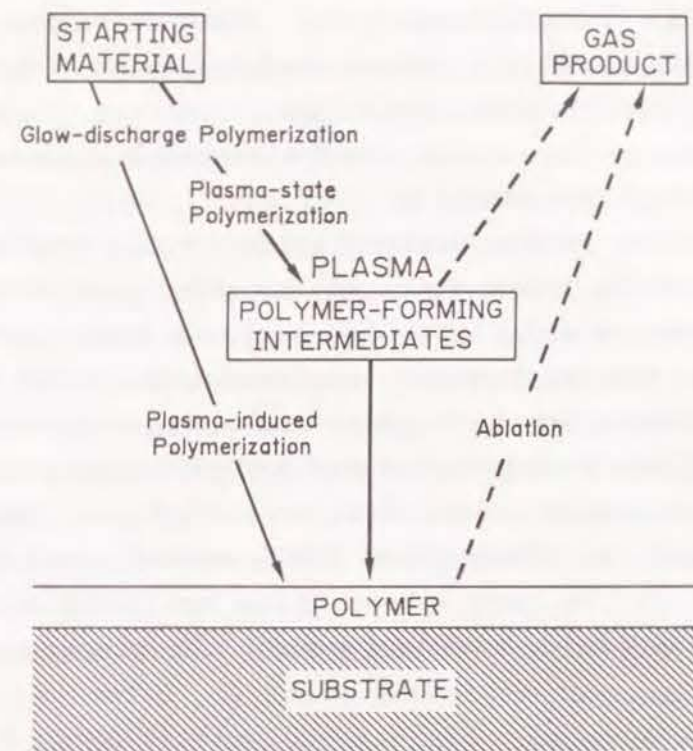 STARTING
MATERIAL
GAS
PRODUCT
Glow-discharge Polymerization
Plasma-state
Polymerization
PLASMA
POLYMER-FORMING
INTERMEDIATES
Plasma-induced
Polymerization
Ablation
POLYMER
SUBSTRATE